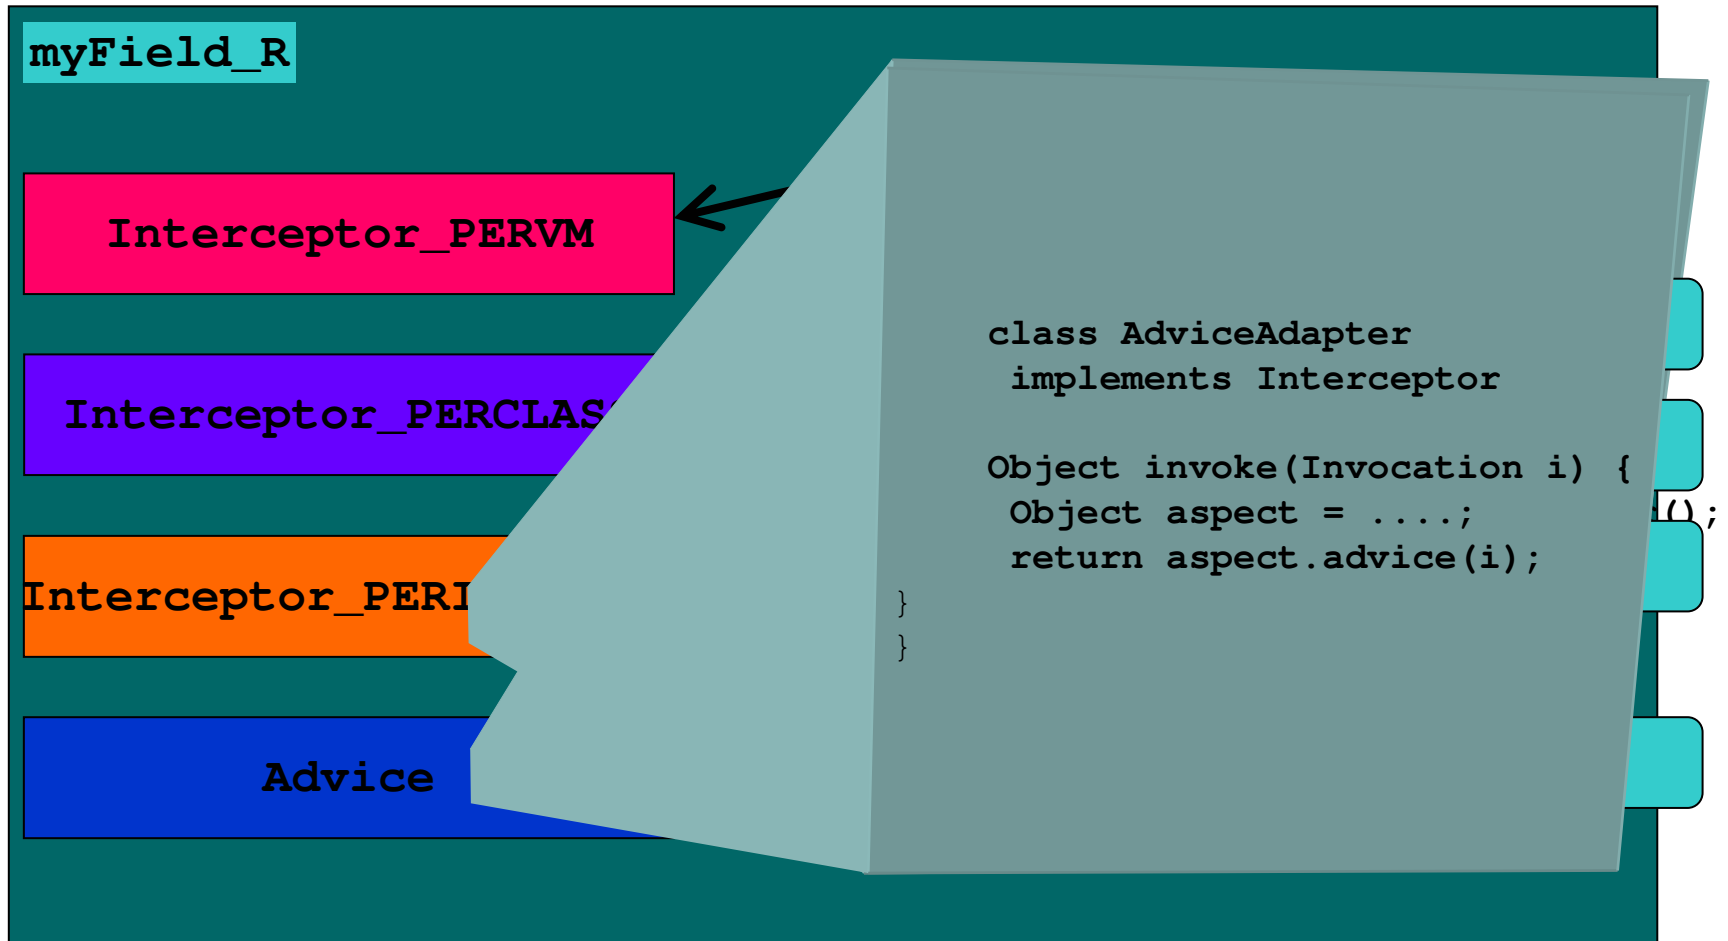 myField_R
Interceptor_PERVM
Interceptor_PERCLAS
Interceptor_PERI
Advice
class AdviceAdapter
implements Interceptor
Object invoke(Invocation i) {
Object aspect = ....;
();
return aspect.advice(i);
}
}